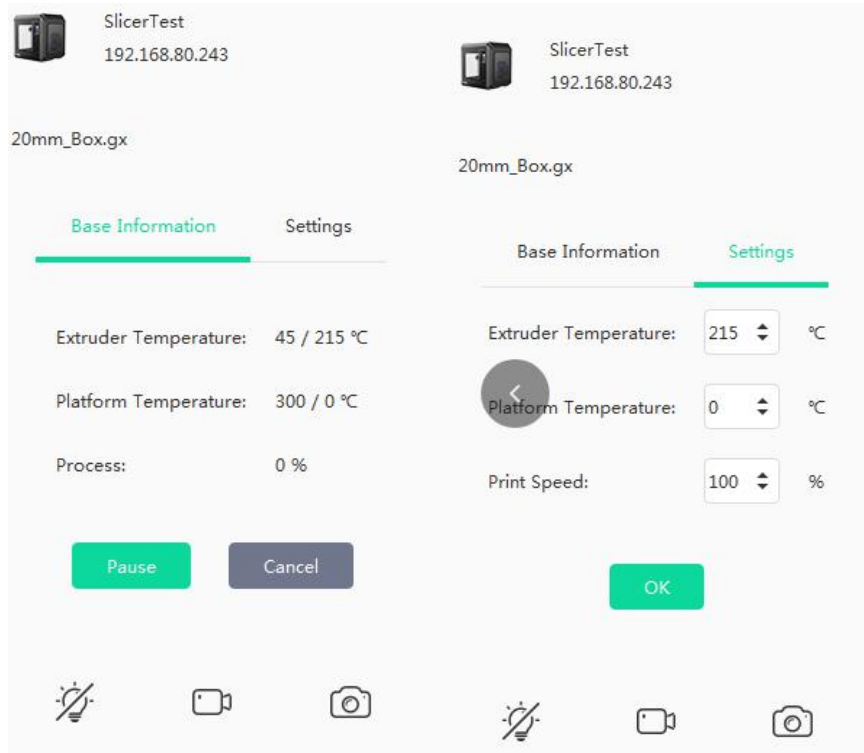 SlicerTest
192.168.80.243
20mm_Box.gx
Base Information Settings
Extruder Temperature: 45 / 215 ℃
Platform Temperature: 300 / 0 ℃
Process: 0 %
Pause Cancel
SlicerTest
192.168.80.243
20mm_Box.gx
Base Information Settings
Extruder Temperature: 215 ℃
Platform Temperature: 0 ℃
Print Speed: 100 %
OK